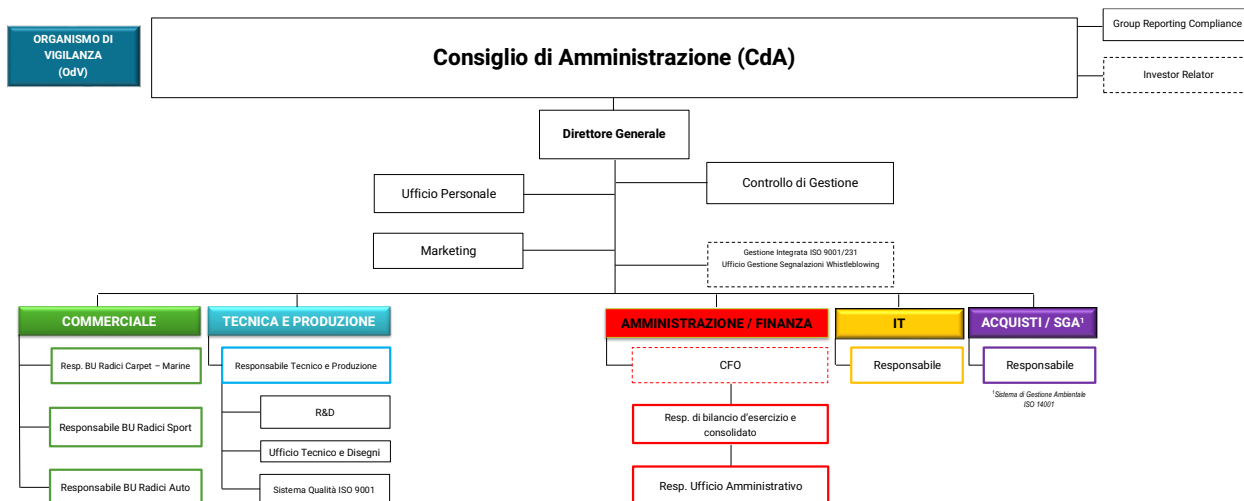 ORGANISMO DI
VIGILANZA
(OdV)
Consiglio di Amministrazione (CdA)
Group Reporting Compliance
Investor Relator
Direttore Generale
Ufficio Personale
Controllo di Gestione
Marketing
Gestione Integrata ISO 9001/231
Ufficio Gestione Segnalazioni Whistleblowing
COMMERCIALE
TECNICA E PRODUZIONE
AMMINISTRAZIONE / FINANZA
IT
ACQUISTI / SGA¹
Resp. BU Radici Carpet – Marine
Responsabile Tecnico e Produzione
CFO
Responsabile
Responsabile
¹Sistema di Gestione Ambientale
ISO 14001
R&D
Resp. di bilancio d'esercizio e
consolidato
Responsabile BU Radici Sport
Ufficio Tecnico e Disegni
Responsabile BU Radici Auto
Sistema Qualità ISO 9001
Resp. Ufficio Amministrativo